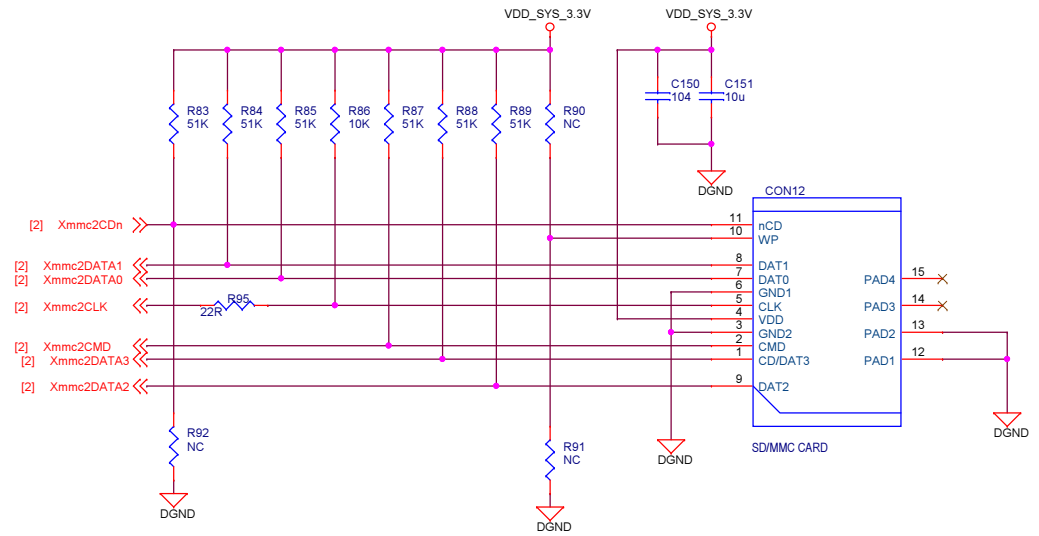 VDD_SYS_3.3V
VDD_SYS_3.3V
R83
51K
R84
51K
R85
51K
R86
10K
R87
51K
R88
51K
R89
51K
R90
NC
C150
104
C151
10u
DGND
CON12
[2] Xmmc2CDn
11 nCD
10 WP
[2] Xmmc2DATA1
8 DAT1
[2] Xmmc2DATA0
7 DAT0
PAD4 15
6 GND1
[2] Xmmc2CLK
R95
22R
5 CLK
PAD3 14
4 VDD
3 GND2
PAD2 13
[2] Xmmc2CMD
2 CMD
[2] Xmmc2DATA3
1 CD/DAT3
PAD1 12
[2] Xmmc2DATA2
9 DAT2
R92
NC
R91
NC
SD/MMC CARD
DGND
DGND
DGND
DGND